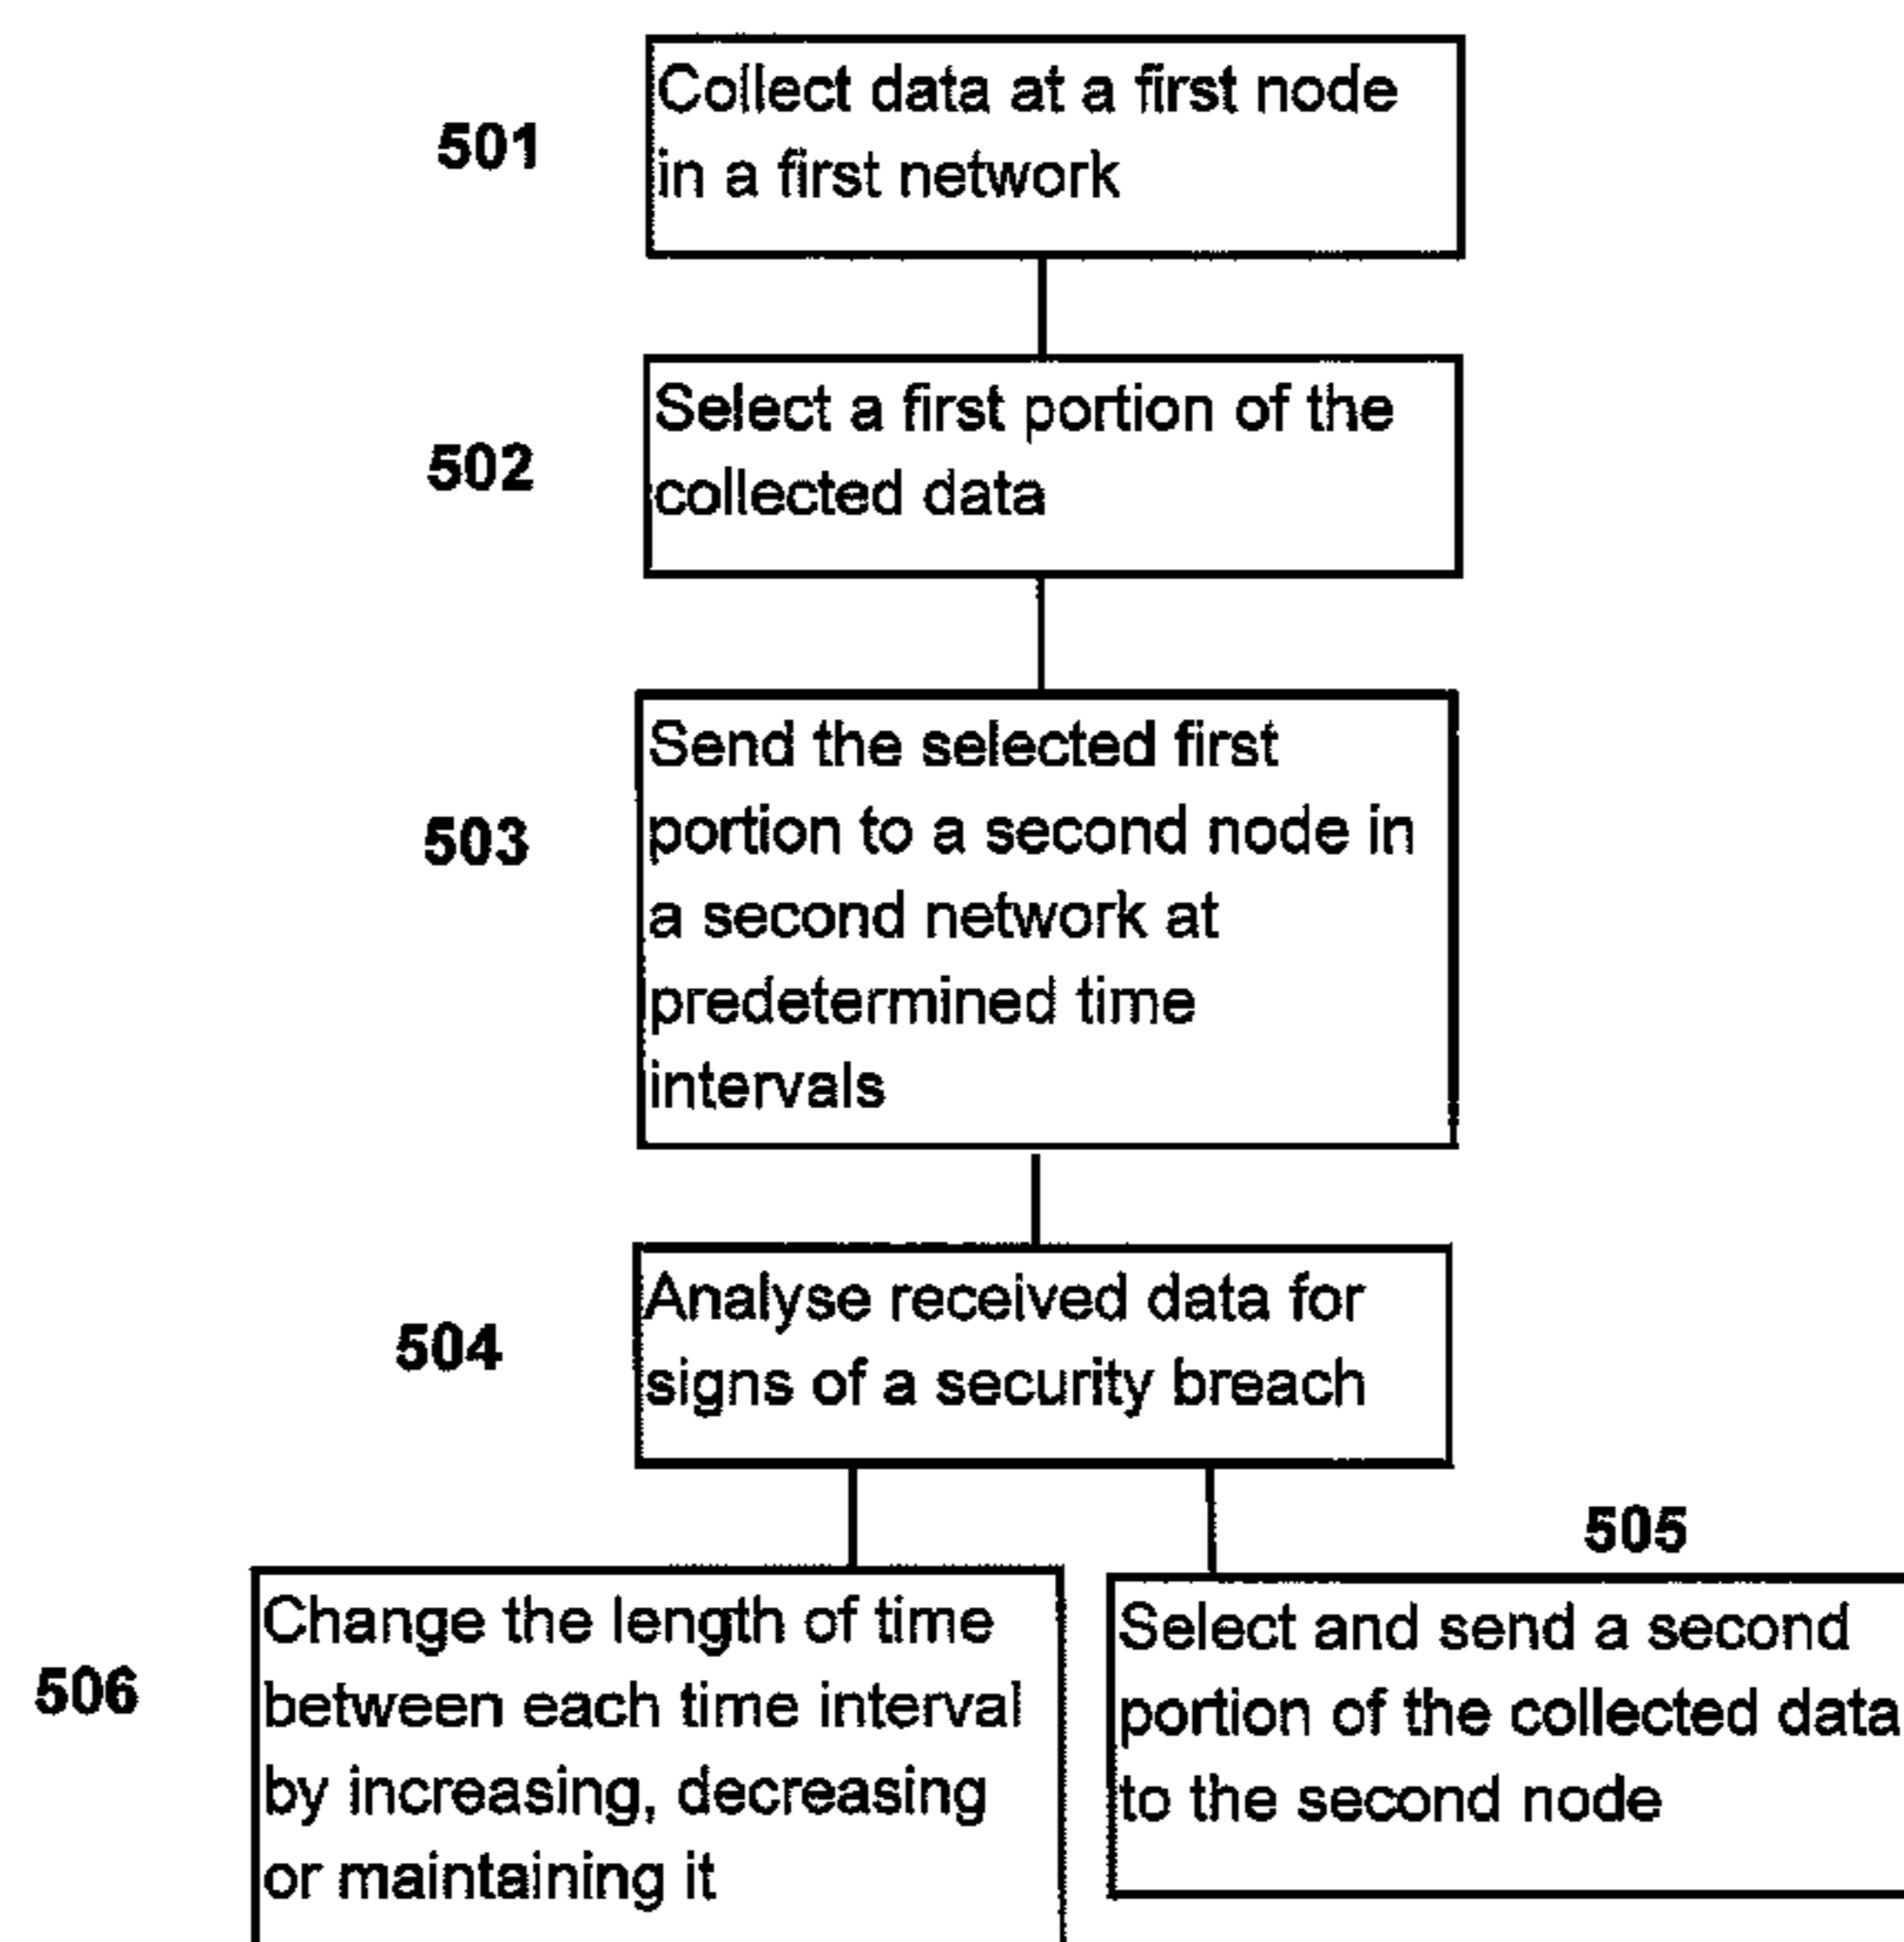 Collect data at a first node
in a first network
501
Select a first portion of the
collected data
502
Send the selected first
portion to a second node in
a second network at
predetermined time
intervals
503
Analyse received data for
signs of a security breach
504
505
Change the length of time
between each time interval
by increasing, decreasing
or maintaining it
506
Select and send a second
portion of the collected data
to the second node